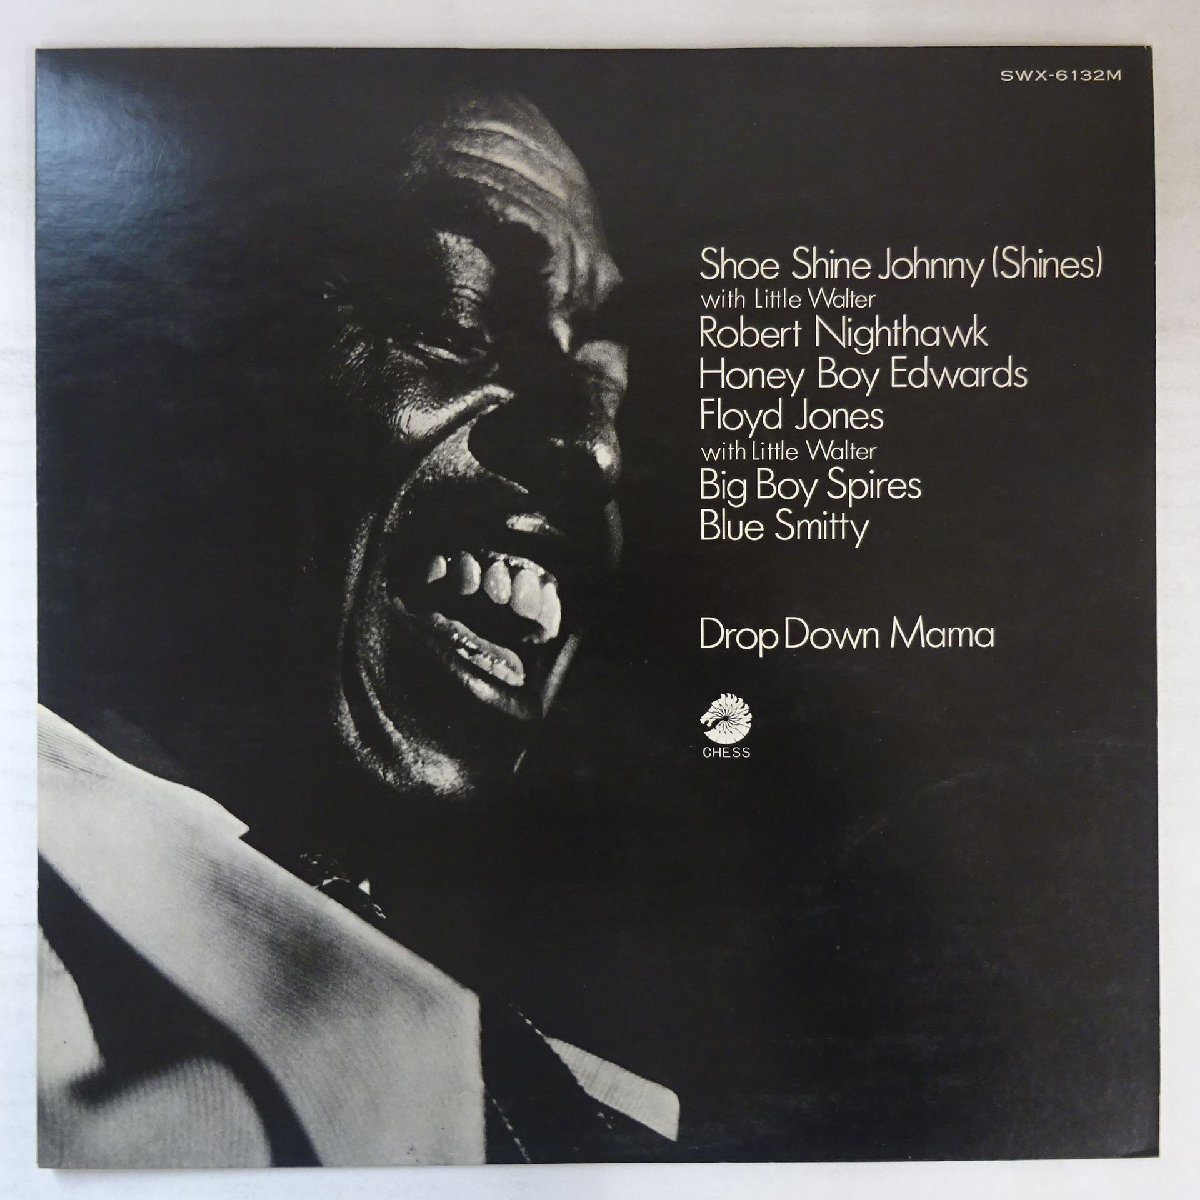 SWX-6132M
Shoe Shine Johnny (Shines)
with Little Walter
Robert Nighthawk
Honey Boy Edwards
Floyd Jones
with Little Walter
Big Boy Spires
Blue Smitty
Drop Down Mama
CHESS